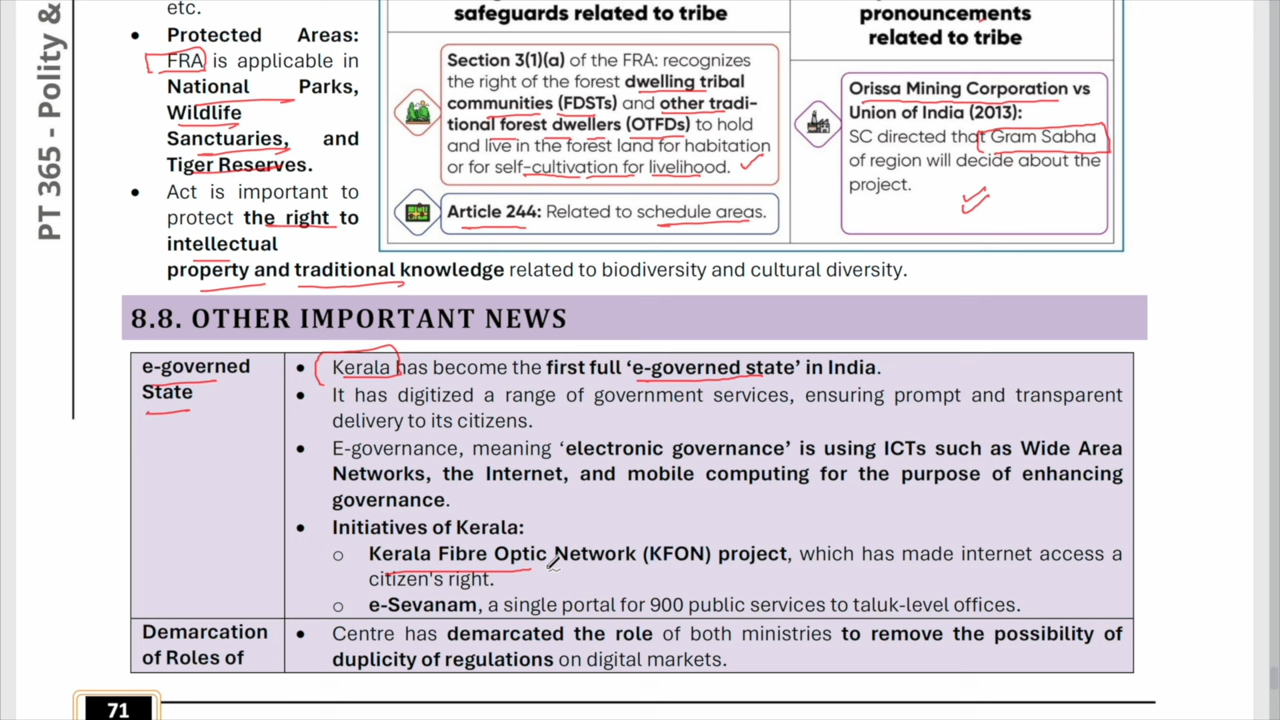 PT 365 - Polity &
etc.
• Protected Areas:
FRA is applicable in
National Parks,
Wildlife
Sanctuaries, and
Tiger Reserves.
• Act is important to
protect the right to
intellectual
property and traditional knowledge related to biodiversity and cultural diversity.
safeguards related to tribe
Section 3(1)(a) of the FRA: recognizes
the right of the forest dwelling tribal
communities (FDSTs) and other tradi-
tional forest dwellers (OTFDs) to hold
and live in the forest land for habitation
or for self-cultivation for livelihood.
Article 244: Related to schedule areas.
pronouncements
related to tribe
Orissa Mining Corporation vs
Union of India (2013):
SC directed that Gram Sabha
of region will decide about the
project.
8.8. OTHER IMPORTANT NEWS
e-governed
State
• Kerala has become the first full ‘e-governed state’ in India.
• It has digitized a range of government services, ensuring prompt and transparent
delivery to its citizens.
• E-governance, meaning ‘electronic governance’ is using ICTs such as Wide Area
Networks, the Internet, and mobile computing for the purpose of enhancing
governance.
• Initiatives of Kerala:
o Kerala Fibre Optic Network (KFON) project, which has made internet access a
citizen's right.
o e-Sevanam, a single portal for 900 public services to taluk-level offices.
Demarcation
of Roles of
• Centre has demarcated the role of both ministries to remove the possibility of
duplicity of regulations on digital markets.
71